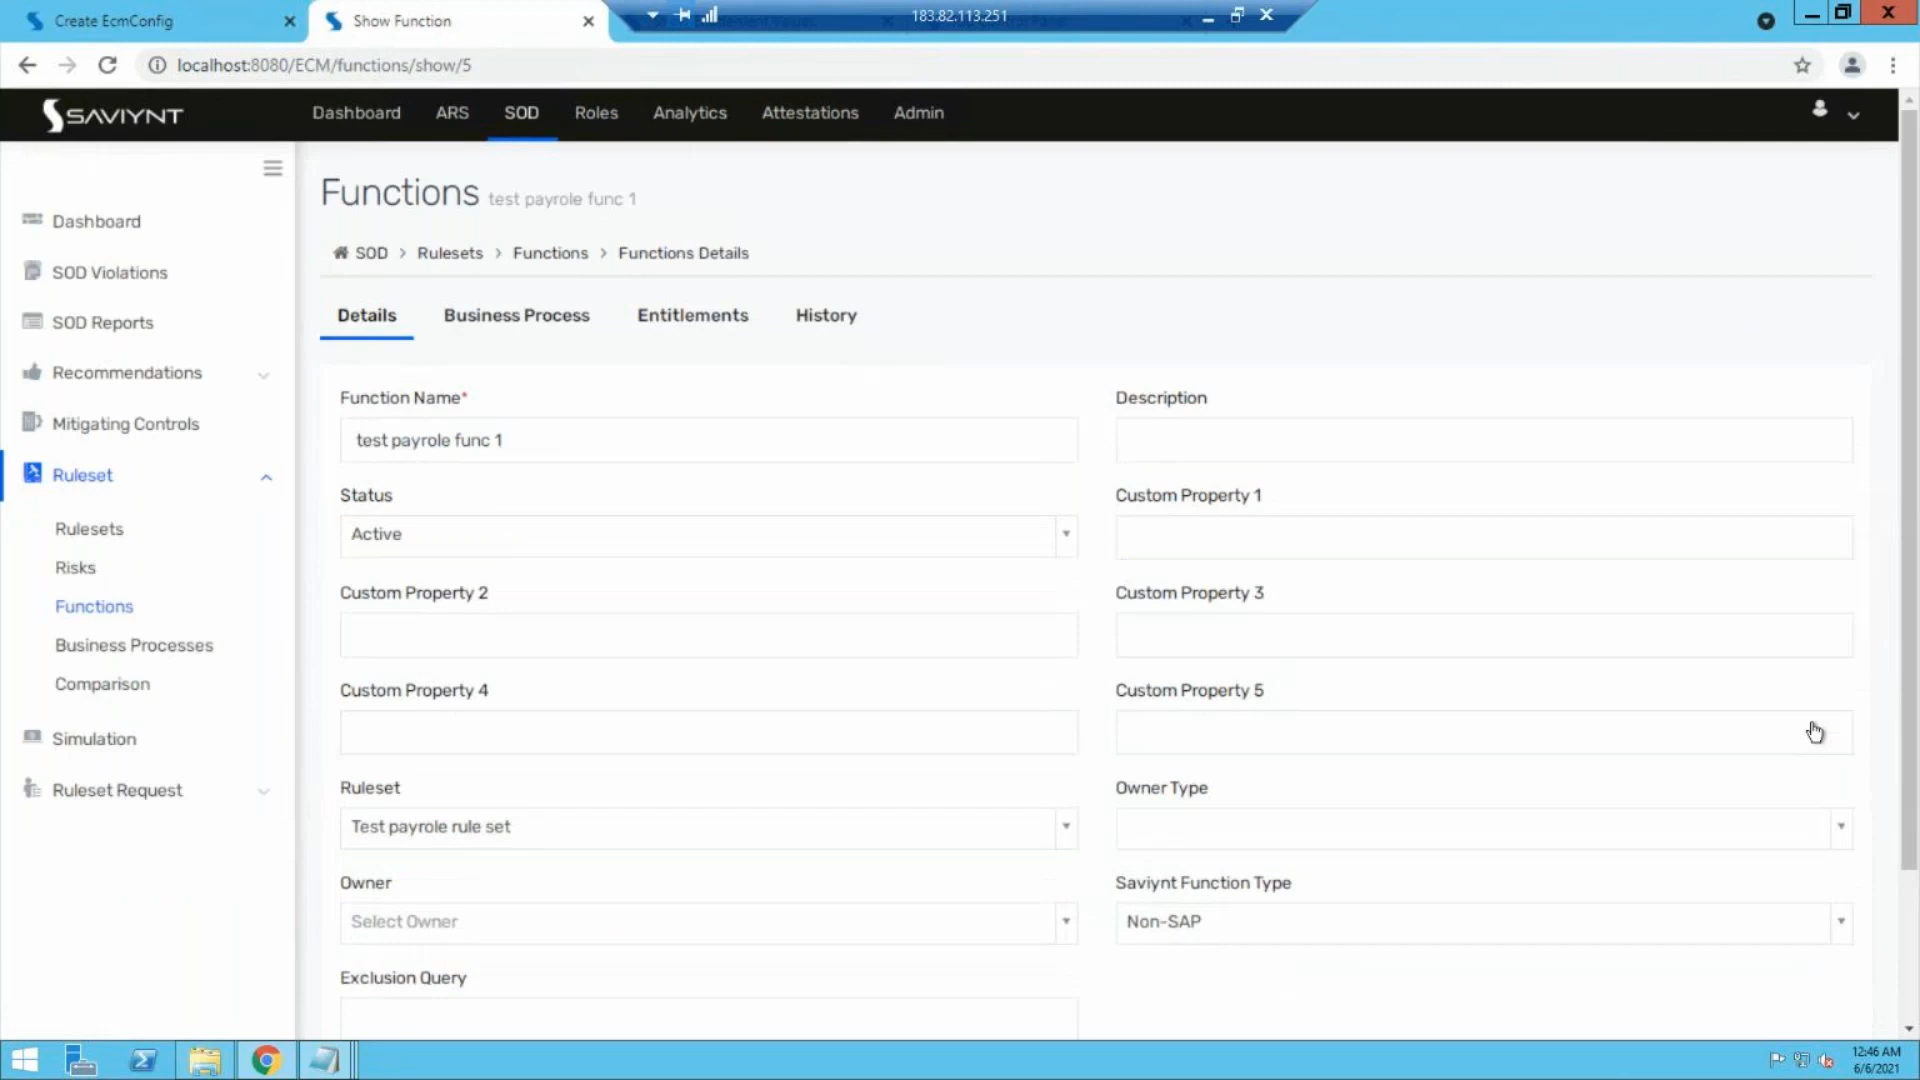 Create EcmConfig
Show Function
183.82.113.251
localhost:8080/ECM/functions/show/5
SAVIYNT
Dashboard ARS SOD Roles Analytics Attestations Admin
Dashboard
SOD Violations
SOD Reports
Recommendations
Mitigating Controls
Ruleset
Rulesets
Risks
Functions
Business Processes
Comparison
Simulation
Ruleset Request
Functions test payrole func 1
SOD > Rulesets > Functions > Functions Details
Details Business Process Entitlements History
Function Name* Description
test payrole func 1
Status Custom Property 1
Active
Custom Property 2 Custom Property 3
Custom Property 4 Custom Property 5
Ruleset Owner Type
Test payrole rule set
Owner Saviynt Function Type
Select Owner Non-SAP
Exclusion Query
12:46 AM
6/6/2021